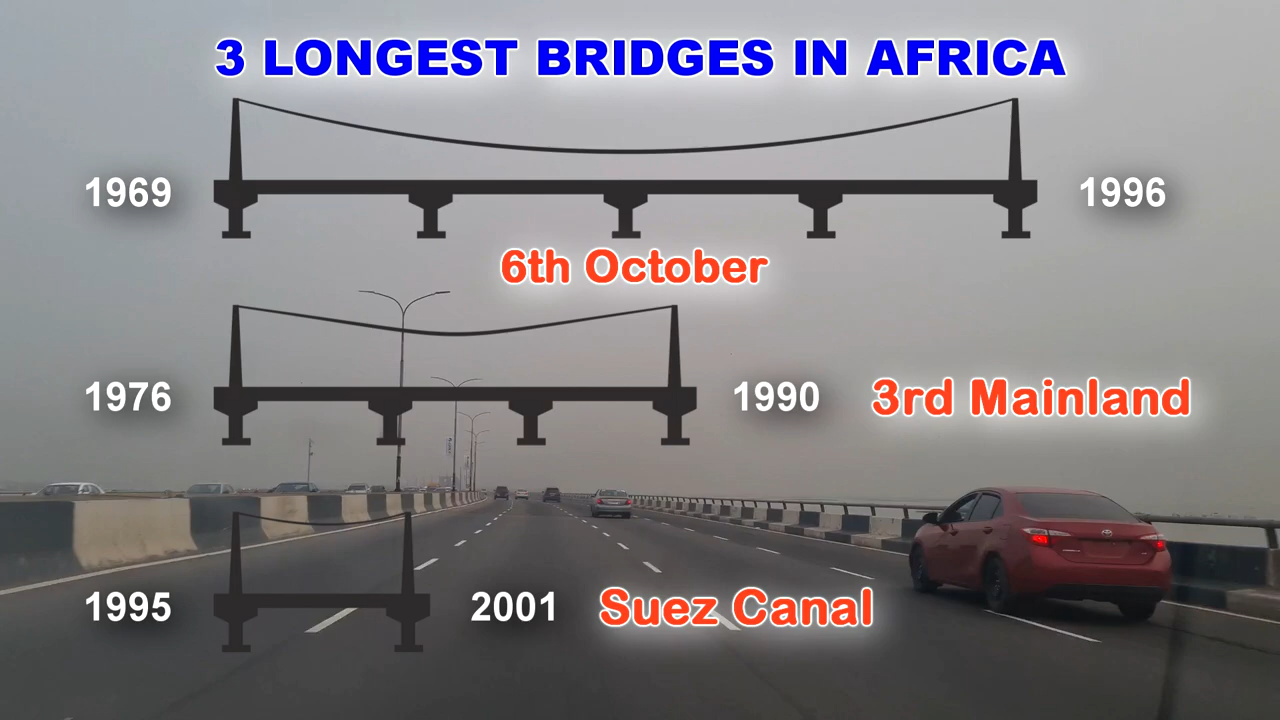 3 LONGEST BRIDGES IN AFRICA
1969 1996
6th October
1976 1990 3rd Mainland
1995 2001 Suez Canal